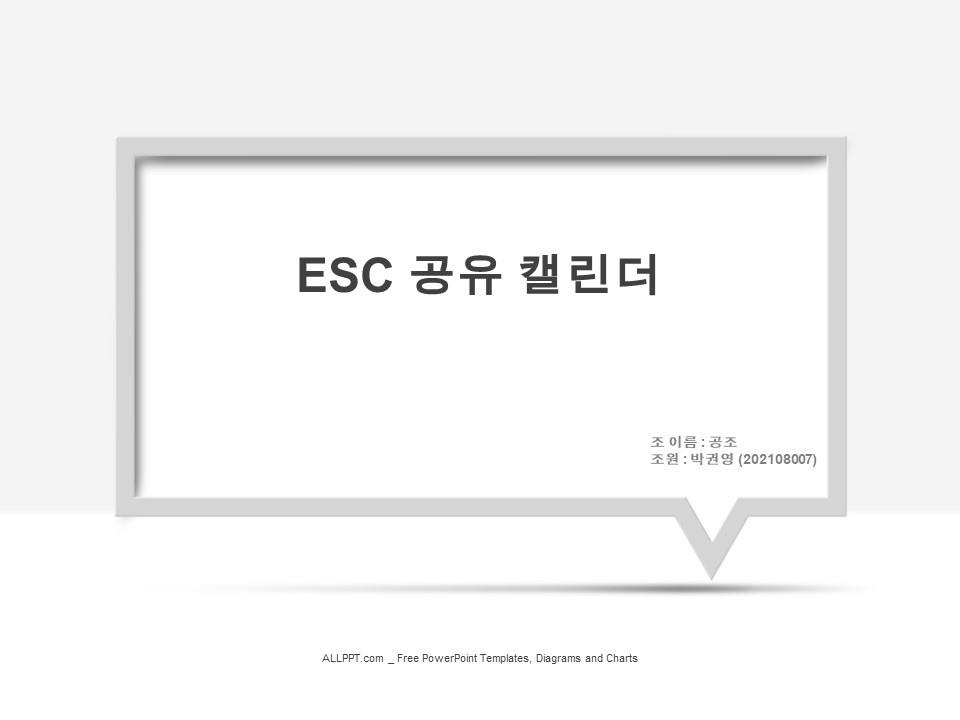 ESC 공유 캘린더
조 이름 : 공조
조원 : 박권영 (202108007)
ALLPPT.com _ Free PowerPoint Templates, Diagrams and Charts